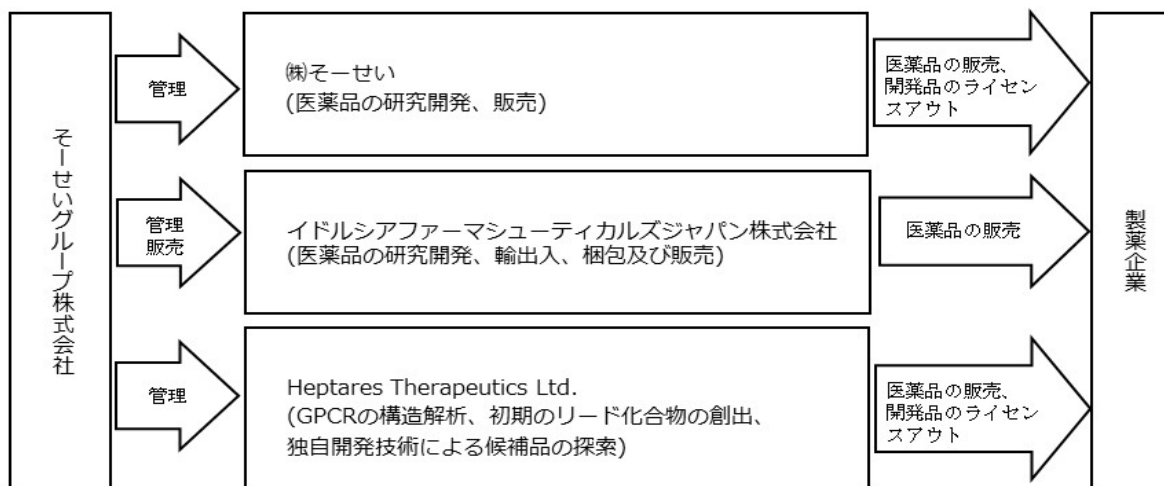 そーせいグループ株式会社
管理
㈱そーせい
(医薬品の研究開発、販売)
医薬品の販売、
開発品のライセン
スアウト
管理
販売
イドルシアファーマシューティカルズジャパン株式会社
(医薬品の研究開発、輸出入、梱包及び販売)
医薬品の販売
管理
Heptares Therapeutics Ltd.
(GPCRの構造解析、初期のリード化合物の創出、
独自開発技術による候補品の探索)
医薬品の販売、
開発品のライセン
スアウト
製薬企業